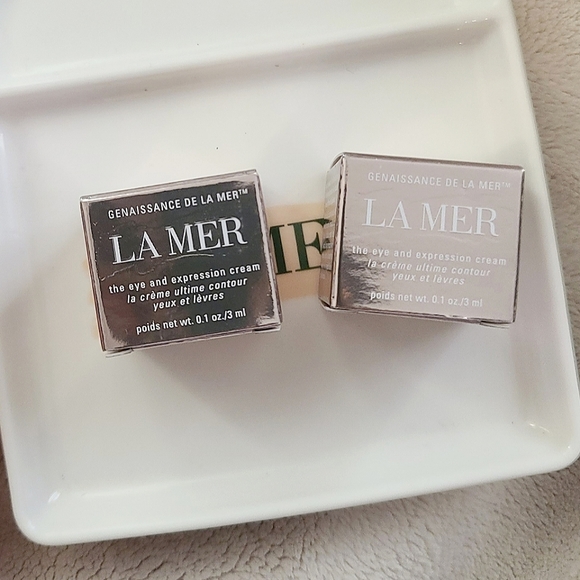 GENAISSANCE DE LA MER™
LA MER
the eye and expression cream
la crème ultime contour
yeux et lèvres
poids net wt. 0.1 oz./3 ml
ME
GENAISSANCE DE LA MER™
LA MER
the eye and expression cream
la crème ultime contour
yeux et lèvres
poids net wt. 0.1 oz./3 ml